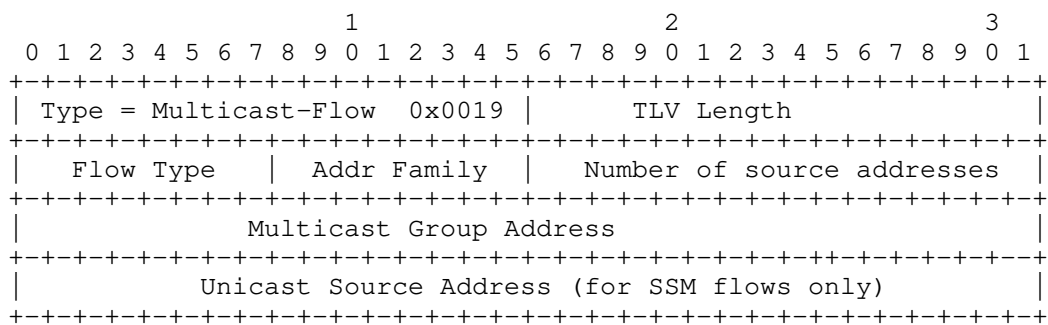 1                   2                   3
 0 1 2 3 4 5 6 7 8 9 0 1 2 3 4 5 6 7 8 9 0 1 2 3 4 5 6 7 8 9 0 1
+-+-+-+-+-+-+-+-+-+-+-+-+-+-+-+-+-+-+-+-+-+-+-+-+-+-+-+-+-+-+-+-+
| Type = Multicast-Flow  0x0019 |      TLV Length               |
+-+-+-+-+-+-+-+-+-+-+-+-+-+-+-+-+-+-+-+-+-+-+-+-+-+-+-+-+-+-+-+-+
|   Flow Type   |  Addr Family  |   Number of source addresses  |
+-+-+-+-+-+-+-+-+-+-+-+-+-+-+-+-+-+-+-+-+-+-+-+-+-+-+-+-+-+-+-+-+
|              Multicast Group Address                          |
+-+-+-+-+-+-+-+-+-+-+-+-+-+-+-+-+-+-+-+-+-+-+-+-+-++-+-+-+-+-+--+
|           Unicast Source Address (for SSM flows only)         |
+-+-+-+-+-+-+-+-+-+-+-+-+-+-+-+-+-+-+-+-+-+-+-+-+-+-+-+-+-+-+-+-+